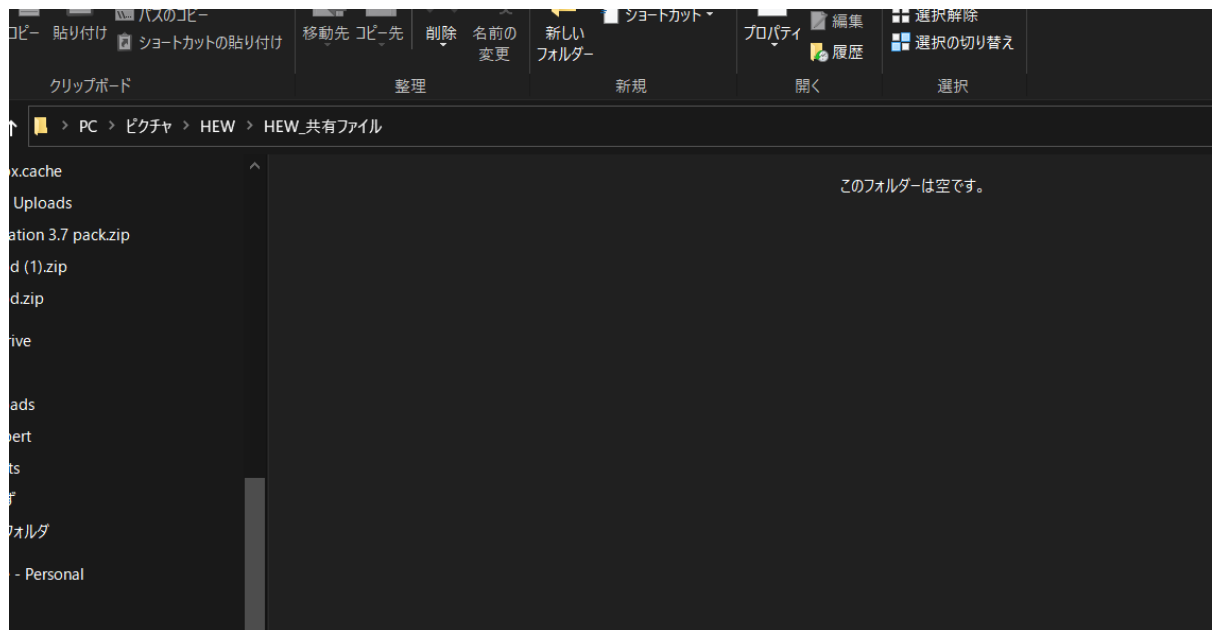 パスのコピー
ショートカット
選択解除
コピー 貼り付け
ショートカットの貼り付け
移動先 コピー先
削除
名前の
変更
新しい
フォルダー
プロパティ
編集
履歴
選択の切り替え
クリップボード
整理
新規
開く
選択
PC > ピクチャ > HEW > HEW_共有ファイル
このフォルダーは空です。
ox.cache
Uploads
ation 3.7 pack.zip
d (1).zip
d.zip
rive
ads
pert
ts
フォルダ
- Personal